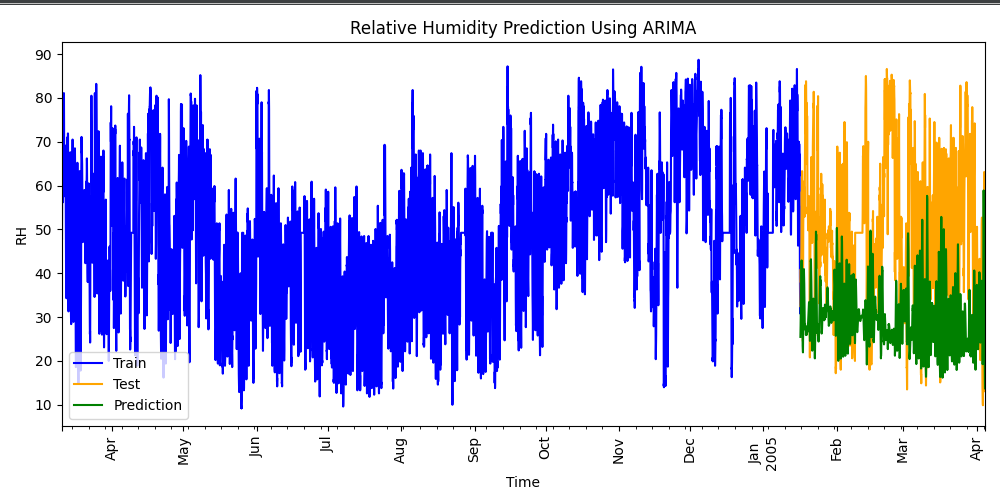 Relative Humidity Prediction Using ARIMA
90
80
70
60
50
40
30
20
10
RH
Train
Test
Prediction
Apr
May
Jun
Jul
Aug
Sep
Oct
Nov
Dec
Jan
2005
Feb
Mar
Apr
Time